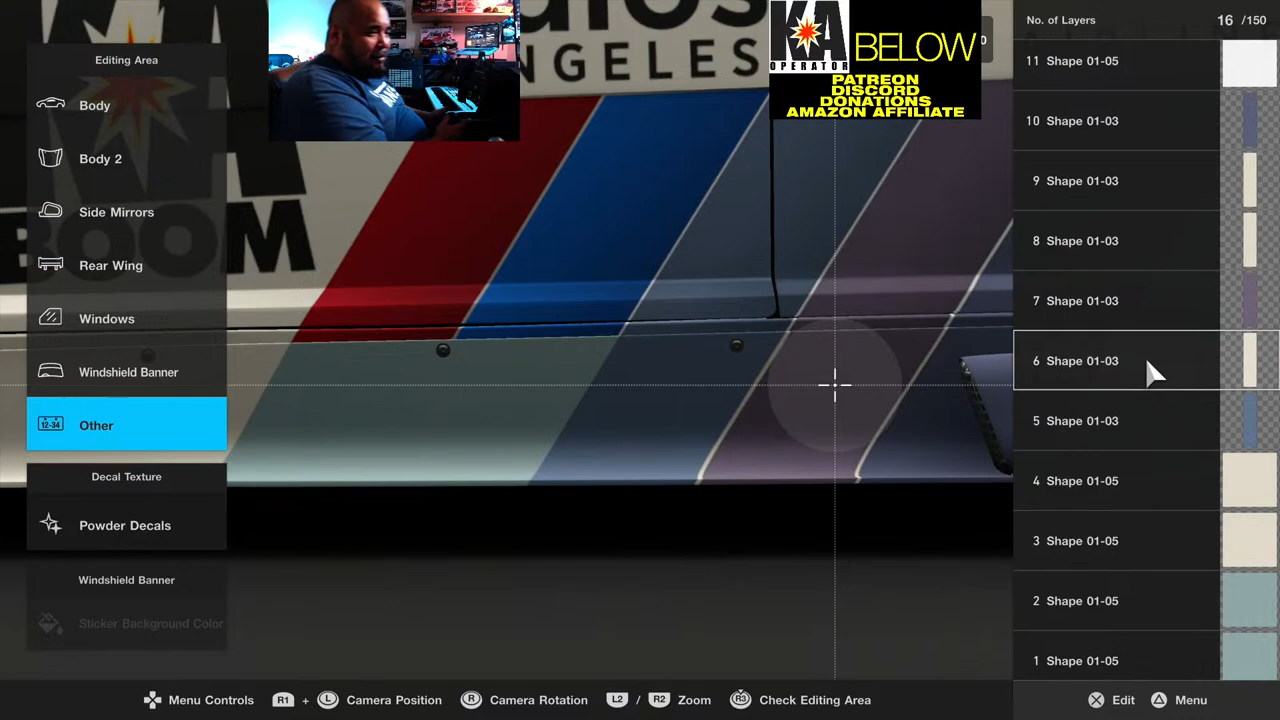 Editing Area
Body
Body 2
Side Mirrors
Rear Wing
Windows
Windshield Banner
12-34 Other
Decal Texture
Powder Decals
Windshield Banner
Sticker Background Color
NGELES
BOOM
KA
OPERATOR
BELOW
PATREON
DISCORD
DONATIONS
AMAZON AFFILIATE
No. of Layers 16 /150
11 Shape 01-05
10 Shape 01-03
9 Shape 01-03
8 Shape 01-03
7 Shape 01-03
6 Shape 01-03
5 Shape 01-03
4 Shape 01-05
3 Shape 01-05
2 Shape 01-05
1 Shape 01-05
Menu Controls R1 + L Camera Position R Camera Rotation L2 / R2 Zoom R3 Check Editing Area Edit Menu